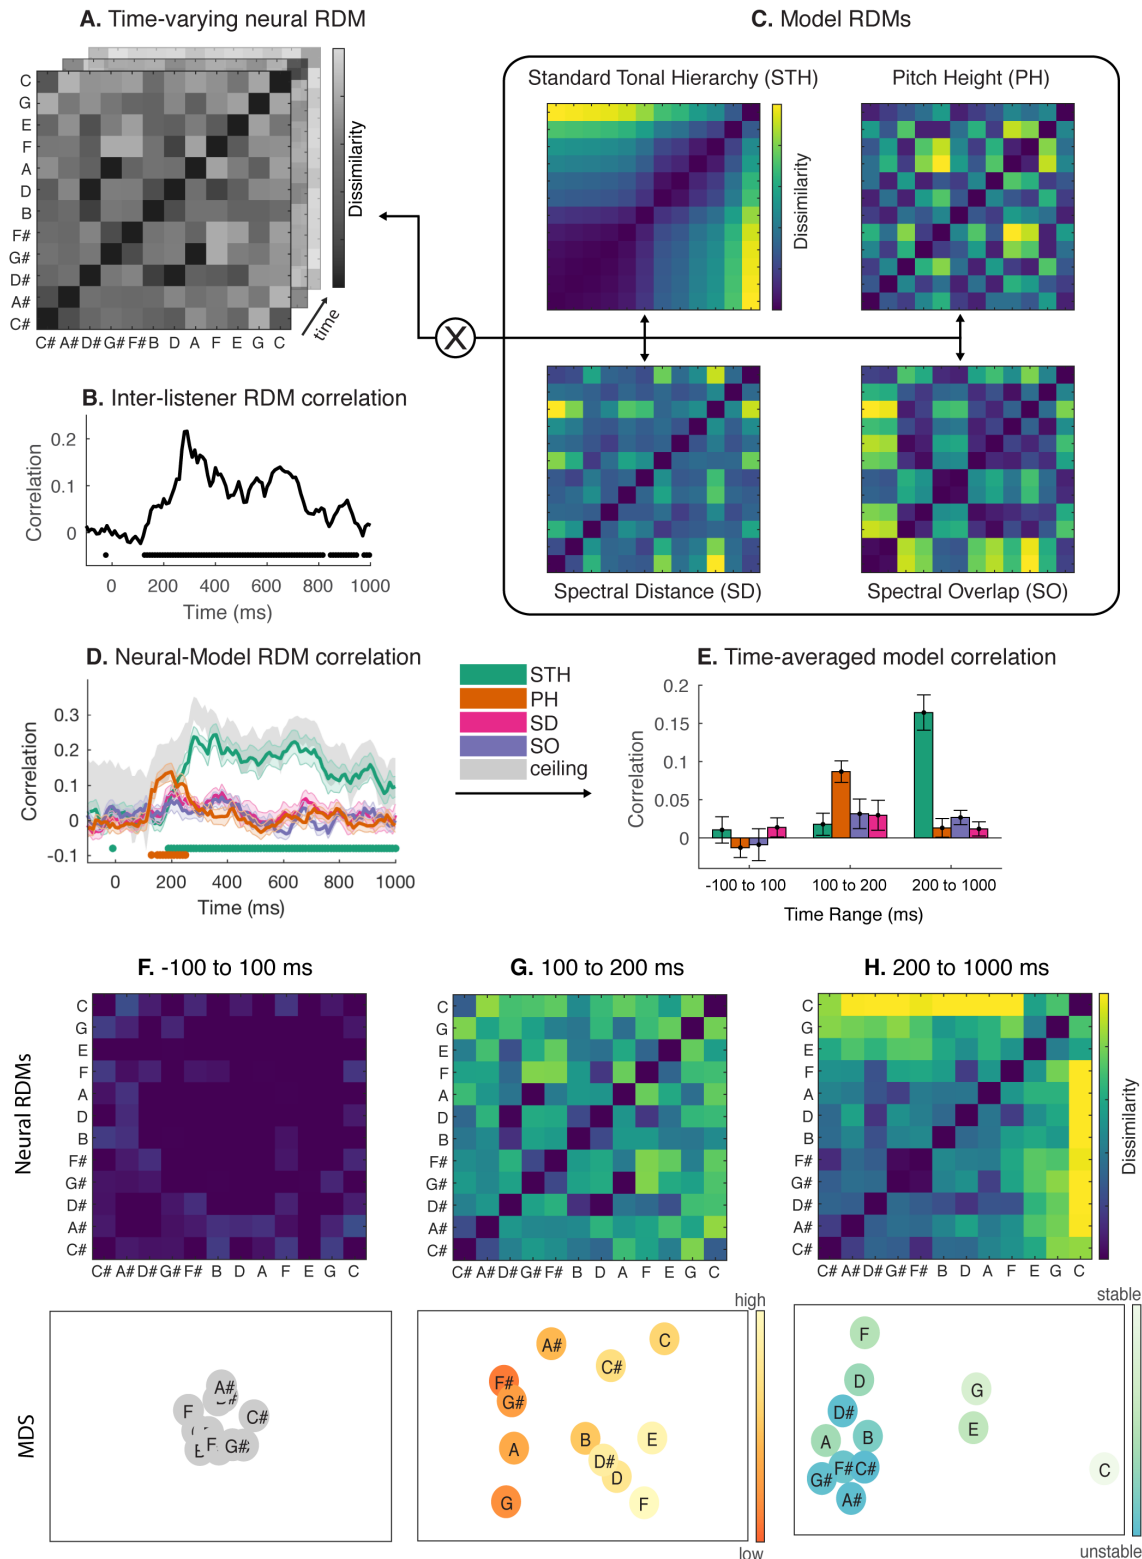 A. Time-varying neural RDM
C
G
E
F
A
D
B
F#
G#
D#
A#
C#
C# A# D# G# F# B D A F E G C
Dissimilarity
time
B. Inter-listener RDM correlation
Correlation
0.2
0.1
0
0 200 400 600 800 1000
Time (ms)
C. Model RDMs
Standard Tonal Hierarchy (STH)
Pitch Height (PH)
Dissimilarity
X
Spectral Distance (SD)
Spectral Overlap (SO)
D. Neural-Model RDM correlation
Correlation
0.3
0.2
0.1
0
-0.1
0 200 400 600 800 1000
Time (ms)
STH
PH
SD
SO
ceiling
E. Time-averaged model correlation
Correlation
0.2
0.15
0.1
0.05
0
-100 to 100 100 to 200 200 to 1000
Time Range (ms)
F. -100 to 100 ms
G. 100 to 200 ms
H. 200 to 1000 ms
Neural RDMs
C
G
E
F
A
D
B
F#
G#
D#
A#
C#
C# A# D# G# F# B D A F E G C
C
G
E
F
A
D
B
F#
G#
D#
A#
C#
C# A# D# G# F# B D A F E G C
C
G
E
F
A
D
B
F#
G#
D#
A#
C#
C# A# D# G# F# B D A F E G C
Dissimilarity
MDS
A#
F
C#
F
G#
high
A#
C
C#
F#
G#
A
B
E
D#
D
G
F
low
stable
F
D
G
D#
E
A
B
F# C#
G#
C
A#
unstable